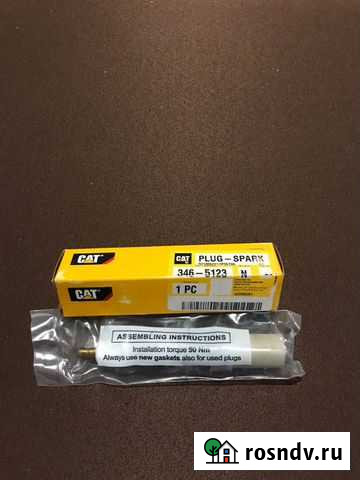 CAT
CAT PLUG-SPARK
346-5123 N
1 PC
CAT
ASSEMBLING INSTRUCTIONS
Installation torque 50 Nm
Always use new gaskets also for used plugs
rosndv.ru